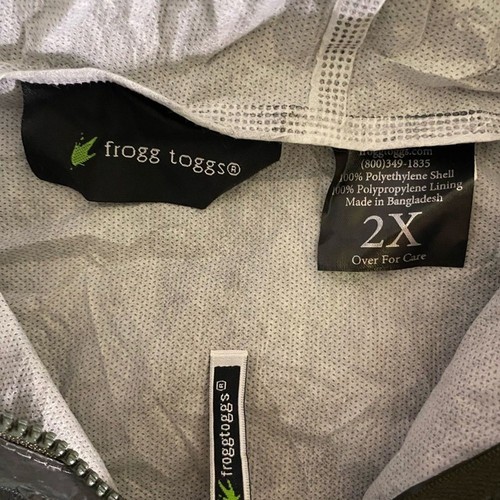 frogg toggs®
froggtoggs.com
(800)349-1835
100% Polyethylene Shell
100% Polypropylene Lining
Made in Bangladesh
2X
Over For Care
froggtoggs®